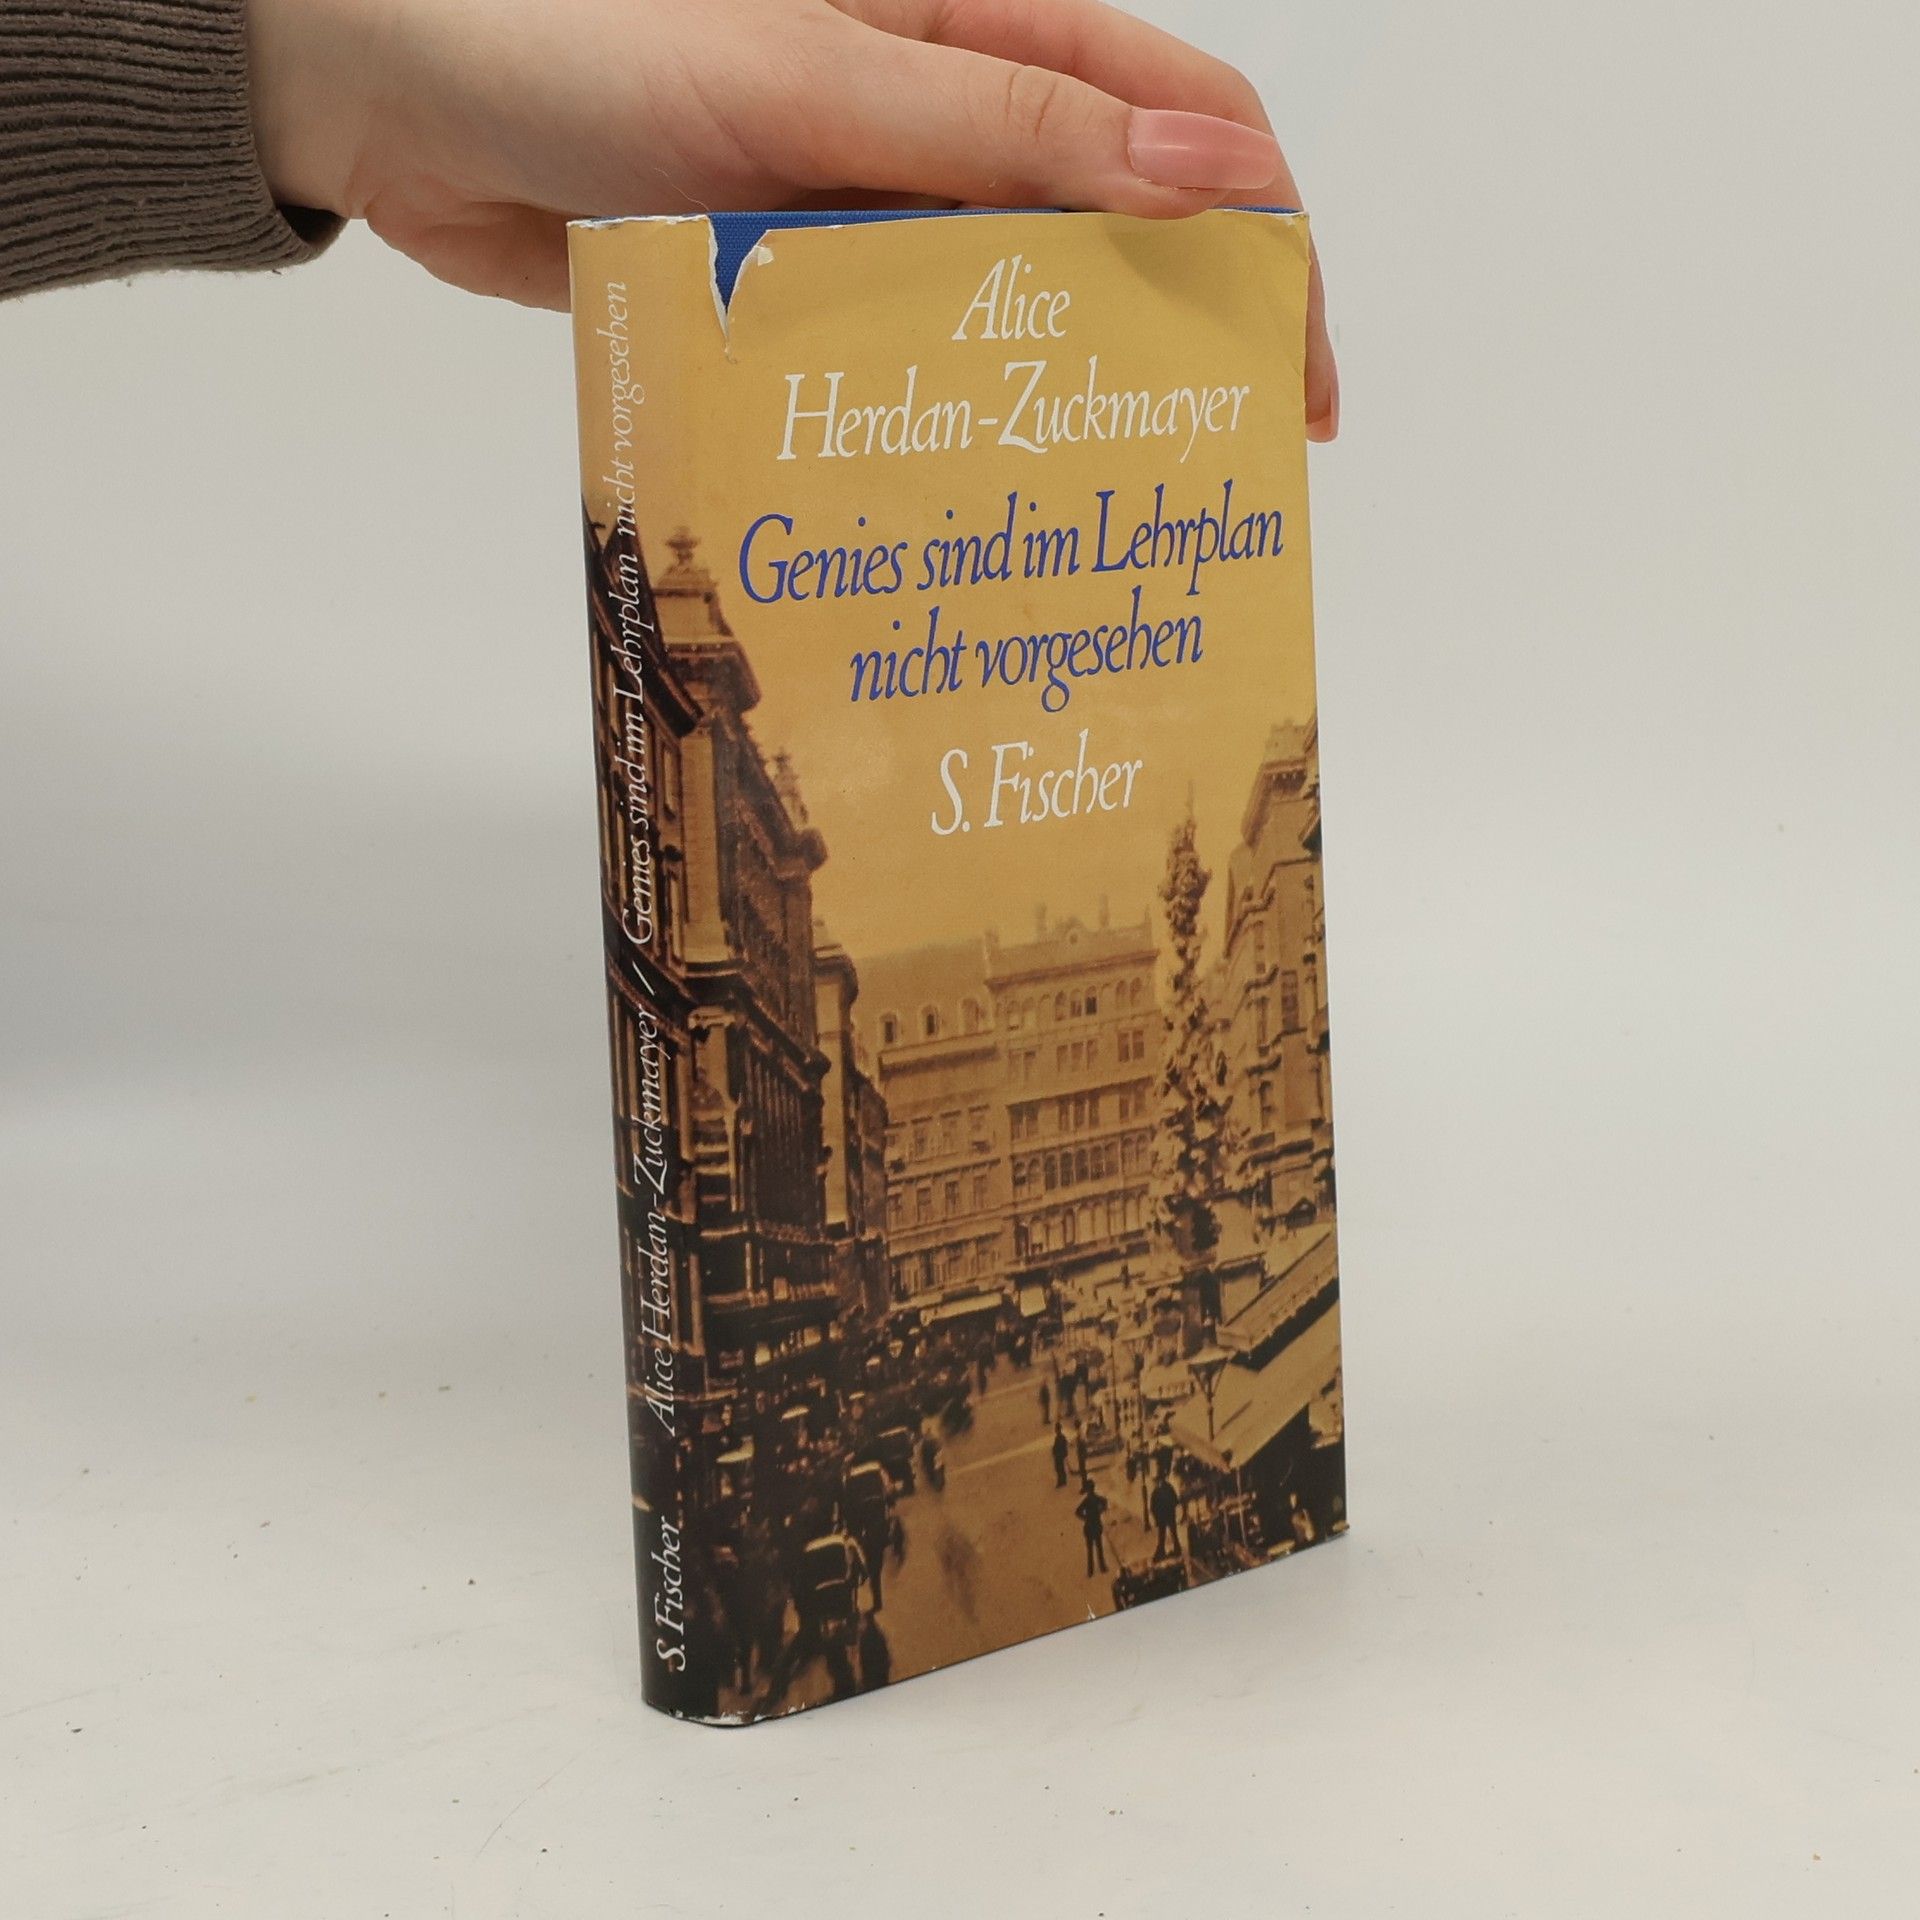 Alice
Herdan-Zuckmayer
Genies sind im Lehrplan
nicht vorgesehen
S. Fischer
S. Fischer Alice Herdan-Zuckmayer / Genies sind im Lehrplan nicht vorgesehen